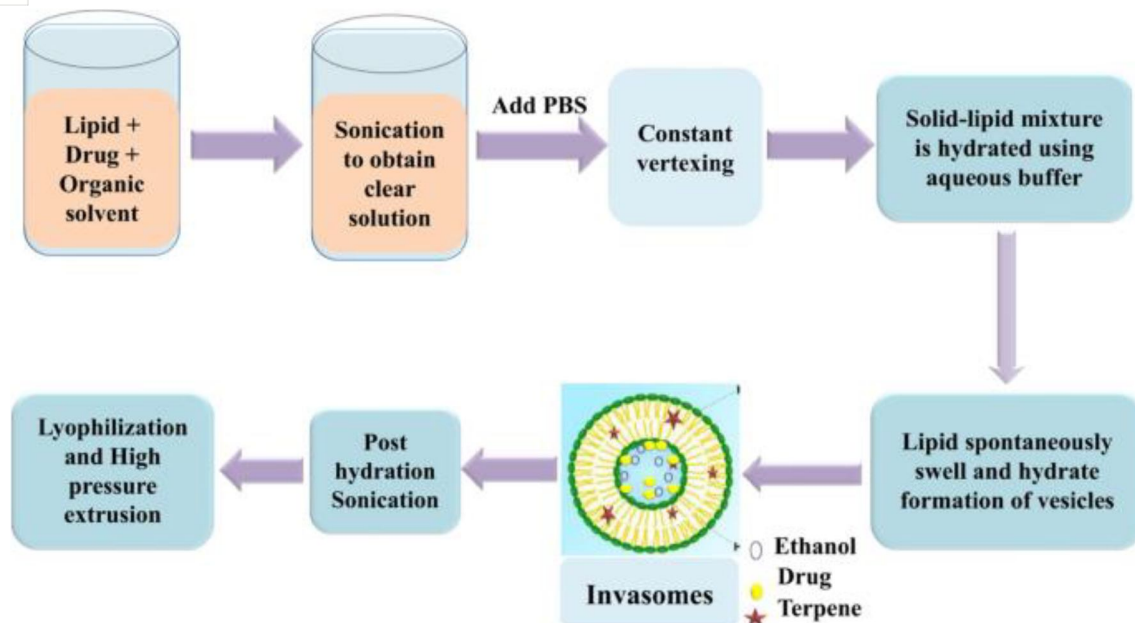 Lipid +
Drug +
Organic
solvent
Sonication
to obtain
clear
solution
Add PBS
Constant
vertexing
Solid-lipid mixture
is hydrated using
aqueous buffer
Lipid spontaneously
swell and hydrate
formation of vesicles
Ethanol
Drug
Terpene
Invasomes
Post
hydration
Sonication
Lyophilization
and High
pressure
extrusion